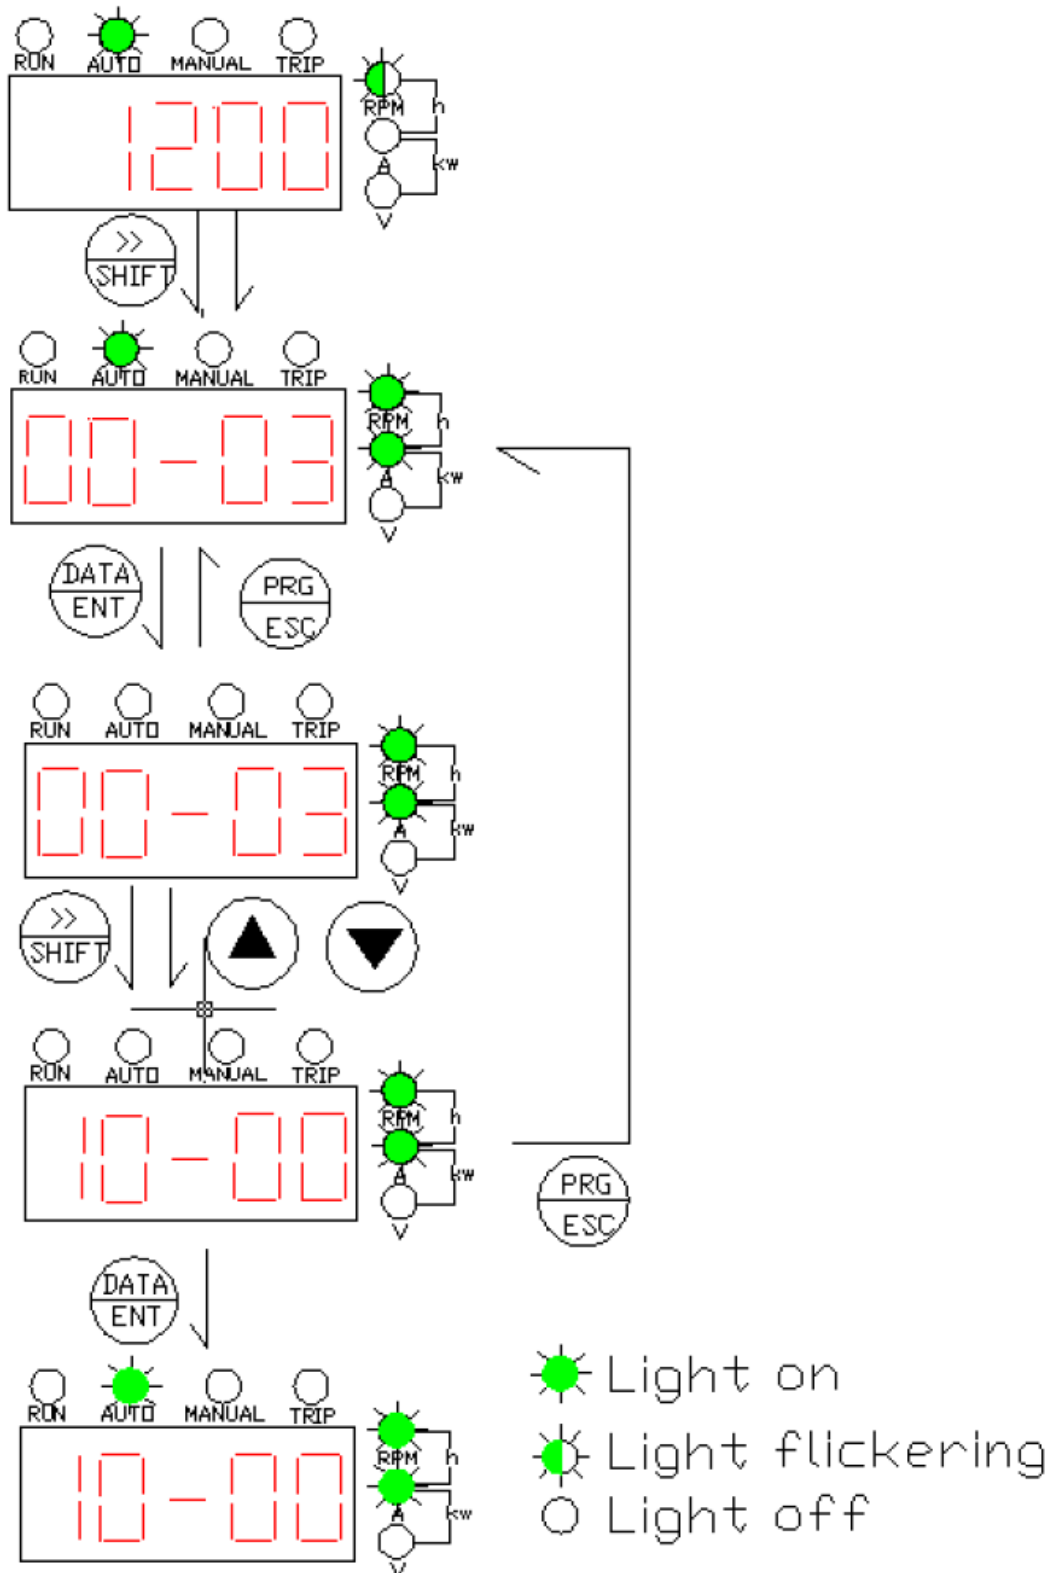 RUN AUTO MANUAL TRIP
1200
RPM
h
A
kw
V
>>
SHIFT
RUN AUTO MANUAL TRIP
00-03
RPM
h
A
kw
V
DATA
ENT
PRG
ESC
RUN AUTO MANUAL TRIP
00-03
RPM
h
A
kw
V
>>
SHIFT
RUN AUTO MANUAL TRIP
10-00
RPM
h
A
kw
V
PRG
ESC
DATA
ENT
RUN AUTO MANUAL TRIP
10-00
RPM
h
A
kw
V
Light on
Light flickering
Light off